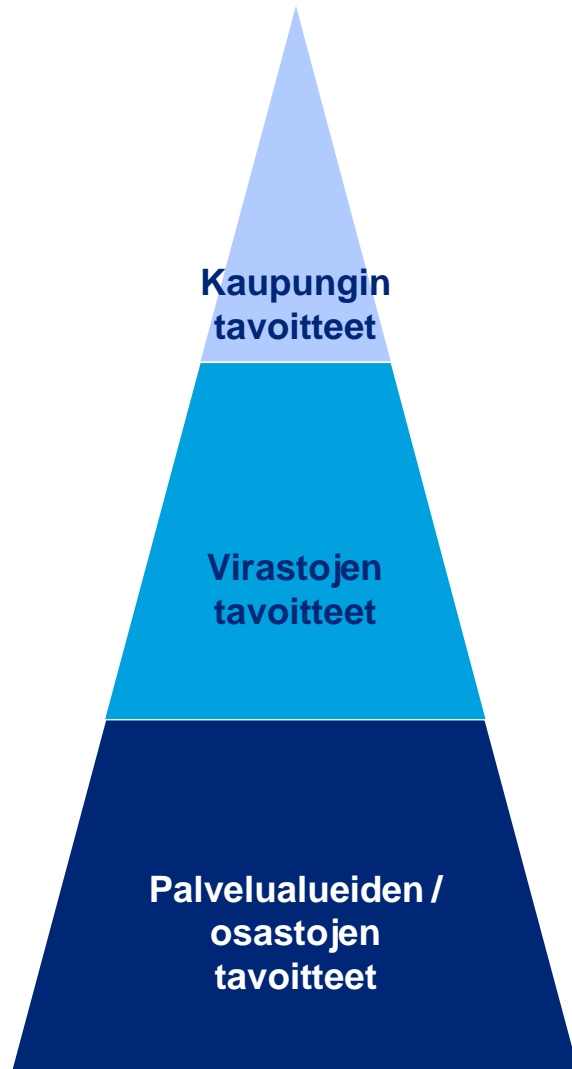 Kaupungin
tavoitteet
Virastojen
tavoitteet
Palvelualueiden /
osastojen
tavoitteet